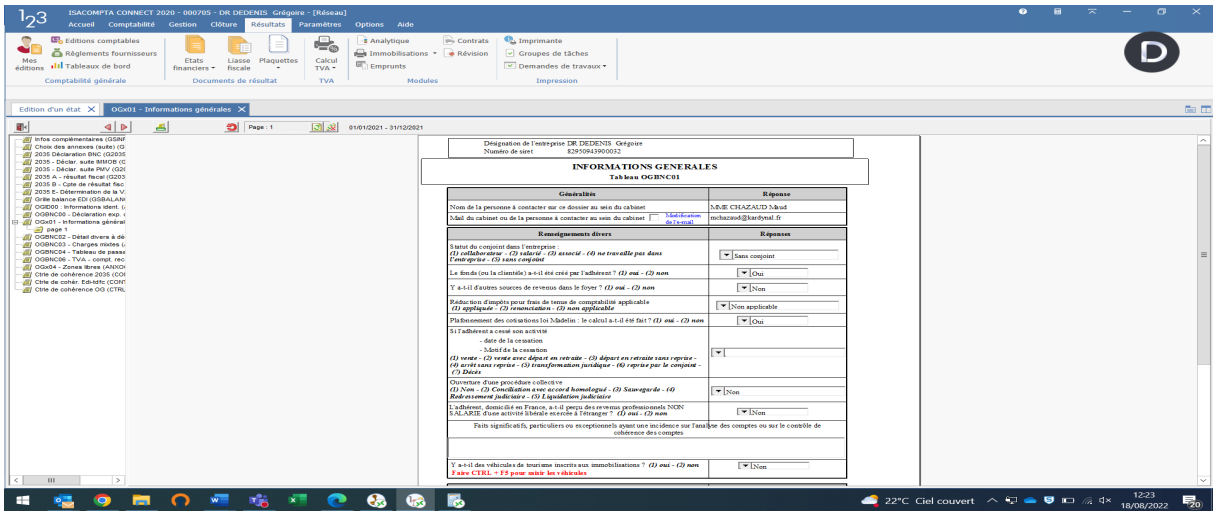 123 ISACOMPTA CONNECT 2020 - 000705 - DR DEDENIS Grégoire - [Réseau]
Accueil Comptabilité Gestion Clôture Résultats Paramètres Options Aide
Mes éditions
Editions comptables
Règlements fournisseurs
Tableaux de bord
Comptabilité générale
Etats financiers
Liasse fiscale
Plaquettes
Documents de résultat
Calcul TVA
TVA
Analytique
Immobilisations
Emprunts
Contrats
Révision
Modules
Imprimante
Groupes de tâches
Demandes de travaux
Impression
D
Edition d'un état X OGx01 - Informations générales X
Page : 1 01/01/2021 - 31/12/2021
Infos complémentaires (GSINF
Choix des annexes (suite) (G
2035 Déclaration BNC (G2035
2035 - Déclar. suite IMMOB (G
2035 - Déclar. suite PMV (G20
2035 A - résultat fiscal (G203
2035 B - Cpte de résultat fisc
2035 E- Détermination de la V.
Grille balance EDI (GSBALAN
OGID00 : Informations ident. (
OGBNC00 - Déclaration exp. c
OGx01 - Informations général
page 1
OGBNC02 - Détail divers à dé
OGBNC03 - Charges mixtes (
OGBNC04 - Tableau de passa
OGBNC06 - TVA - compt. rec
OGx04 - Zones libres (ANXO
Ctrle de cohérence 2035 (CO
Ctrle de cohér. Edi-tdfc (CON
Ctrle de cohérence OG (CTRL
Désignation de l'entreprise DR DEDENIS Grégoire
Numéro de siret 82950943900032
INFORMATIONS GENERALES
Tableau OGBNC01
Généralités Réponse
Nom de la personne à contacter sur ce dossier au sein du cabinet MME CHAZAUD Maud
Mail du cabinet ou de la personne à contacter au sein du cabinet Modification de l'e-mail mchazaud@kardynal.fr
Renseignements divers Réponses
Statut du conjoint dans l'entreprise :
(1) collaborateur - (2) salarié - (3) associé - (4) ne travaille pas dans
l'entreprise - (5) sans conjoint
Sans conjoint
Le fonds (ou la clientèle) a-t-il été créé par l'adhérent ? (1) oui - (2) non Oui
Y a-t-il d'autres sources de revenus dans le foyer ? (1) oui - (2) non Non
Réduction d'impôts pour frais de tenue de comptabilité applicable
(1) appliquée - (2) renonciation - (3) non applicable
Non applicable
Plafonnement des cotisations loi Madelin : le calcul a-t-il été fait ? (1) oui - (2) non Oui
Si l'adhérent a cessé son activité
- date de la cessation
- Motif de la cessation
(1) vente - (2) vente avec départ en retraite - (3) départ en retraite sans reprise -
(4) arrêt sans reprise - (5) transformation juridique - (6) reprise par le conjoint -
(7) Décès
Ouverture d'une procédure collective
(1) Non - (2) Conciliation avec accord homologué - (3) Sauvegarde - (4)
Redressement judiciaire - (5) Liquidation judiciaire
Non
L'adhérent, domicilié en France, a-t-il perçu des revenus professionnels NON
SALARIE d'une activité libérale exercée à l'étranger ? (1) oui - (2) non
Non
Faits significatifs, particuliers ou exceptionnels ayant une incidence sur l'analyse des comptes ou sur le contrôle de
cohérence des comptes
Y a-t-il des véhicules de tourisme inscrits aux immobilisations ? (1) oui - (2) non Non
Faire CTRL + F5 pour saisir les véhicules
22°C Ciel couvert
12:23
18/08/2022
20